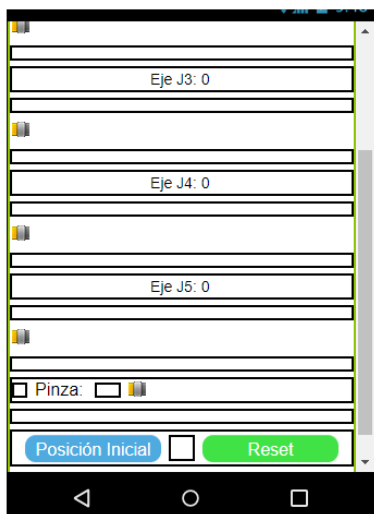 Eje J3: 0
Eje J4: 0
Eje J5: 0
Pinza:
Posición Inicial Reset